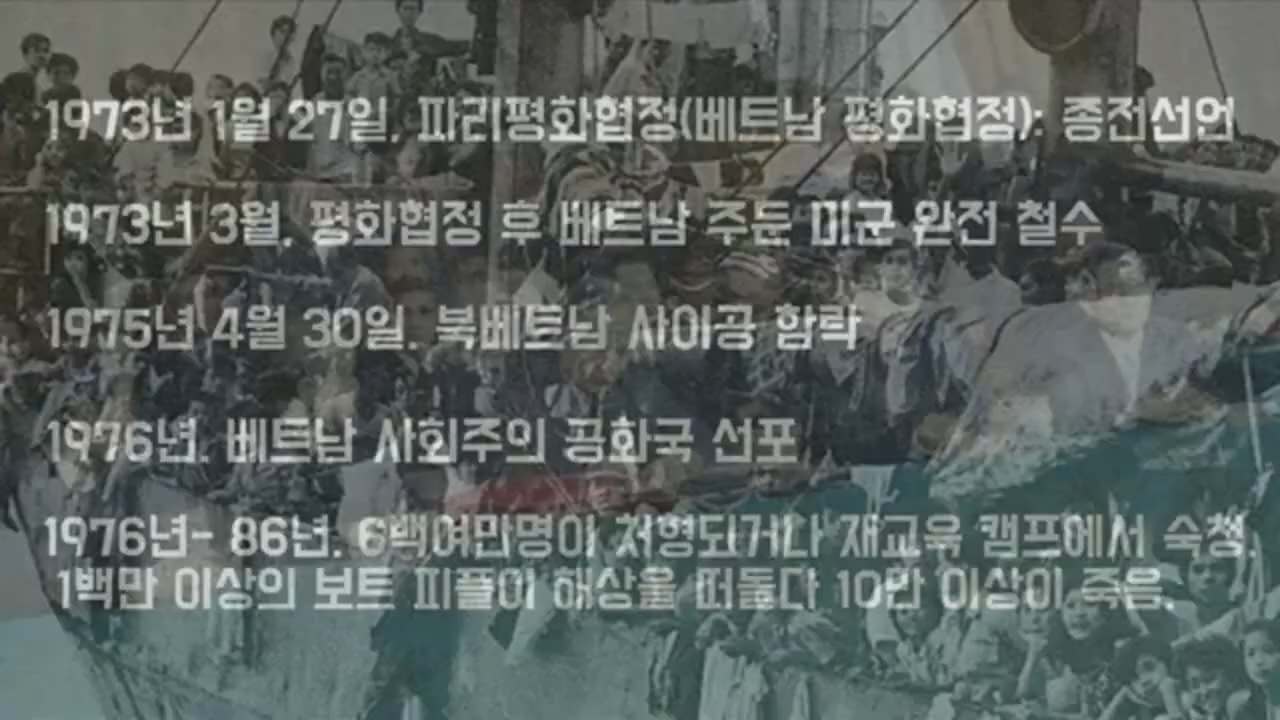 1973년 1월 27일. 파리평화협정(베트남 평화협정): 종전선언
1973년 3월. 평화협정 후 베트남 주둔 미군 완전 철수
1975년 4월 30일. 북베트남 사이공 함락
1976년. 베트남 사회주의 공화국 선포
1976년- 86년. 6백여만명이 처형되거나 재교육 캠프에서 숙청.
1백만 이상의 보트 피플이 해상을 떠돌다 10만 이상이 죽음.